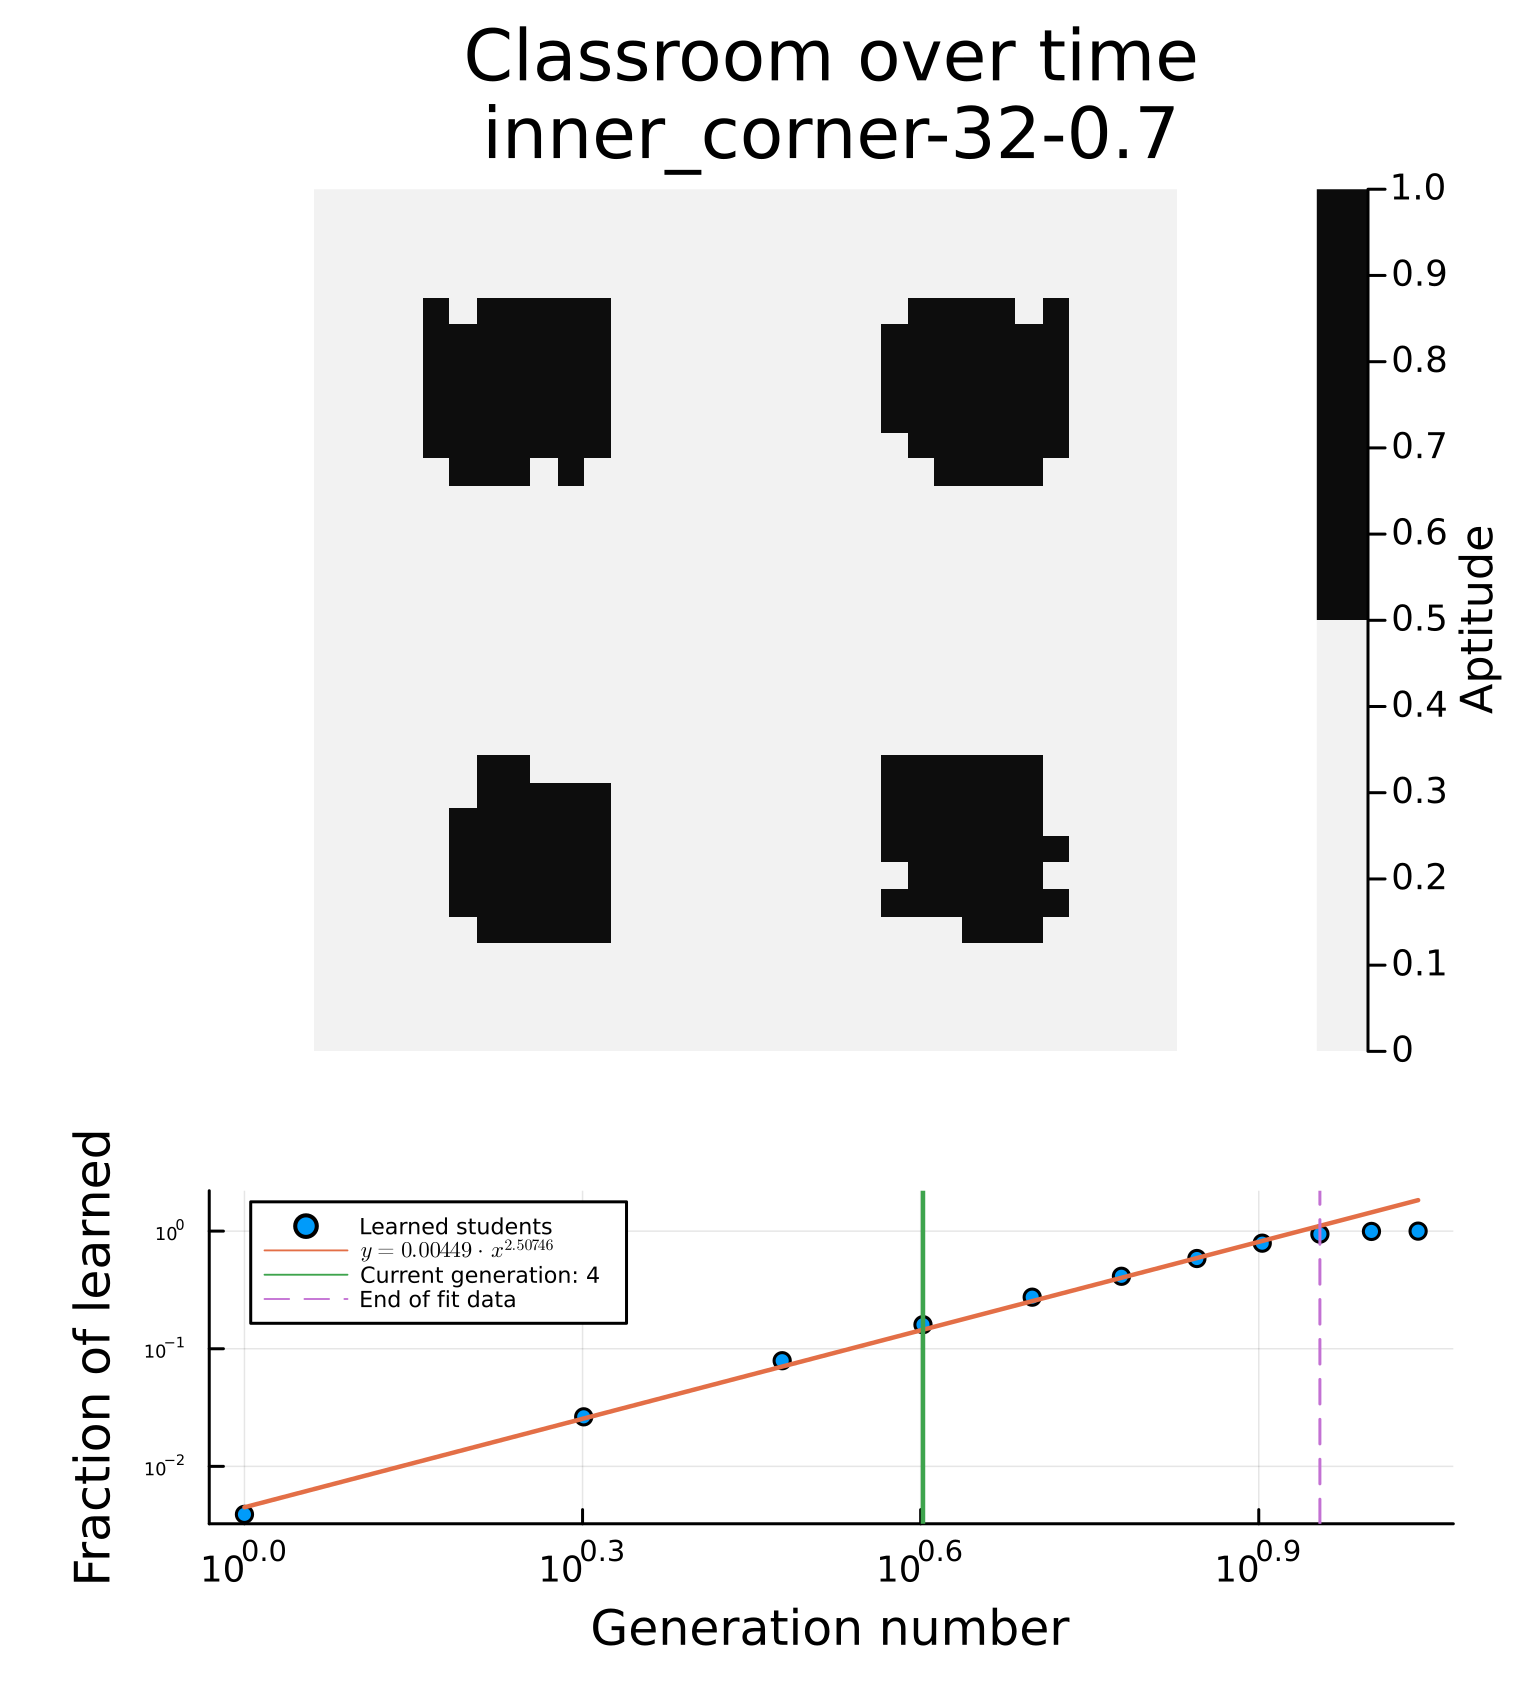 Classroom over time
inner_corner-32-0.7
1.0
0.9
0.8
0.7
0.6
0.5
0.4
0.3
0.2
0.1
0
Aptitude
Fraction of learned
10⁰
10⁻¹
10⁻²
Learned students
y = 0.00449 · x^2.50746
Current generation: 4
End of fit data
10^0.0
10^0.3
10^0.6
10^0.9
Generation number